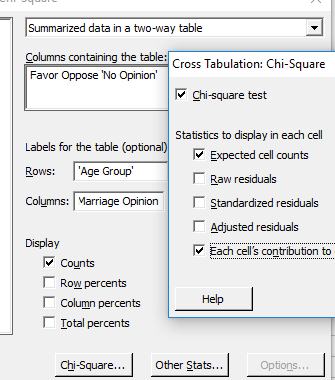 Summarized data in a two-way table
Columns containing the table:
Favor Oppose 'No Opinion'
Labels for the table (optional)
Rows: 'Age Group'
Columns: Marriage Opinion
Display
Counts
Row percents
Column percents
Total percents
Chi-Square... Other Stats... Options...
Cross Tabulation: Chi-Square
Chi-square test
Statistics to display in each cell
Expected cell counts
Raw residuals
Standardized residuals
Adjusted residuals
Each cell's contribution to
Help